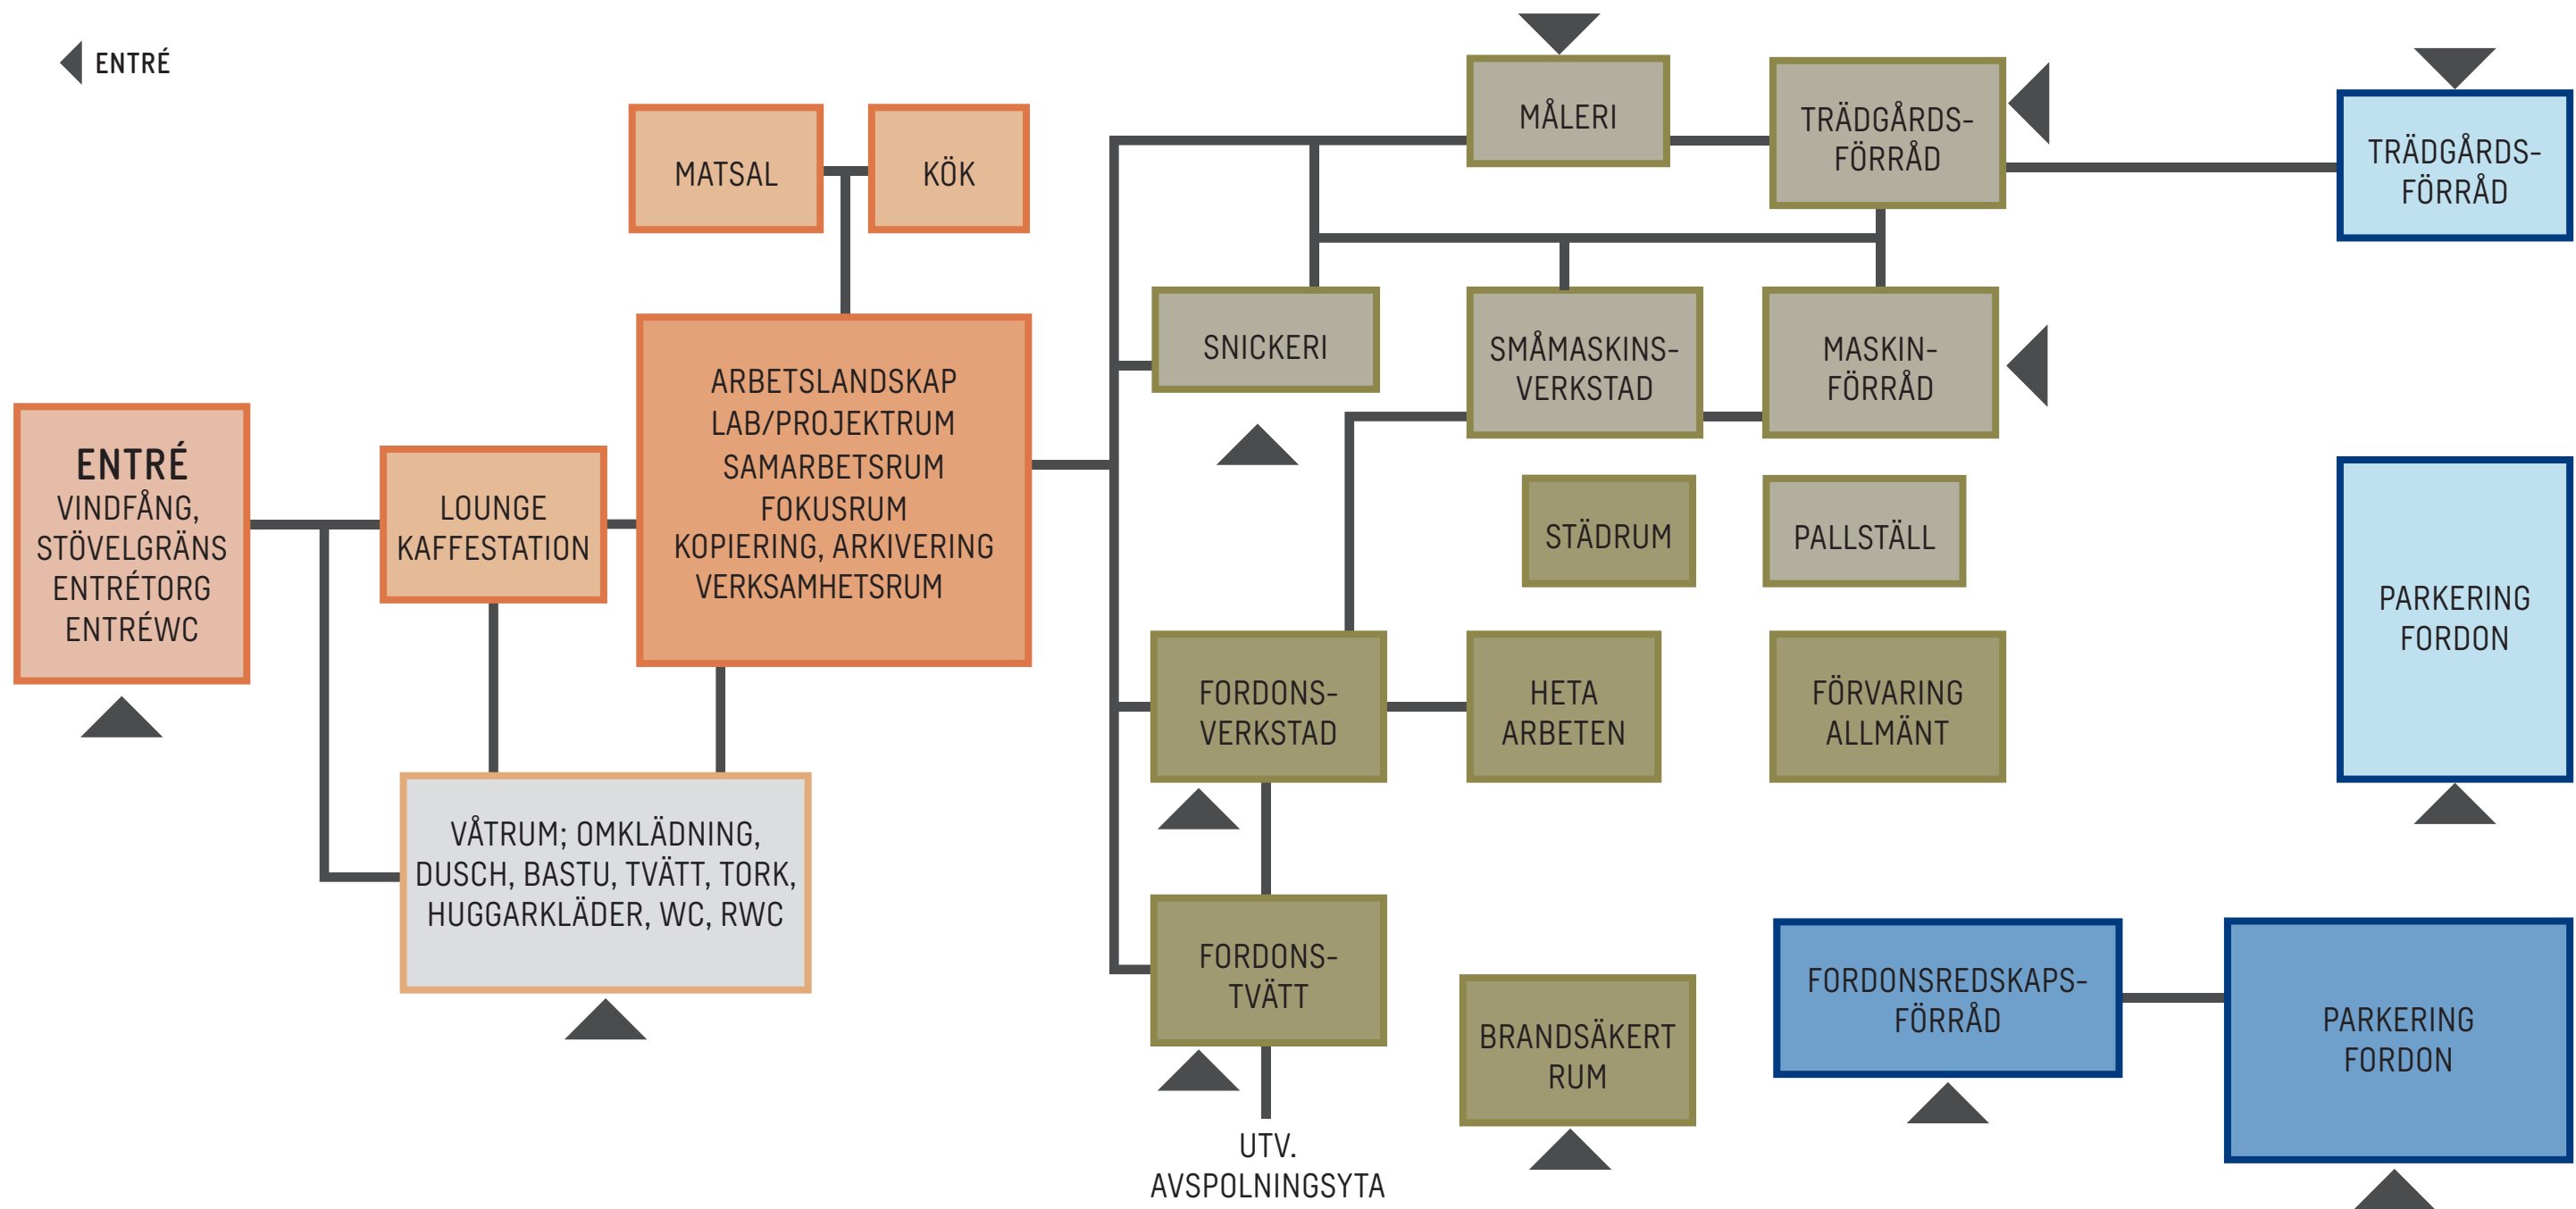 ENTRÉ
MATSAL
KÖK
MÅLERI
TRÄDGÅRDS-
FÖRRÅD
TRÄDGÅRDS-
FÖRRÅD
ENTRÉ
VINDFÅNG,
STÖVELGRÄNS
ENTRÉTORG
ENTRÉWC
LOUNGE
KAFFESTATION
ARBETSLANDSKAP
LAB/PROJEKTRUM
SAMARBETSRUM
FOKUSRUM
KOPIERING, ARKIVERING
VERKSAMHETSRUM
SNICKERI
SMÅMASKINS-
VERKSTAD
MASKIN-
FÖRRÅD
STÄDRUM
PALLSTÄLL
PARKERING
FORDON
FORDONS-
VERKSTAD
HETA
ARBETEN
FÖRVARING
ALLMÄNT
VÅTRUM; OMKLÄDNING,
DUSCH, BASTU, TVÄTT, TORK,
HUGGARKLÄDER, WC, RWC
FORDONS-
TVÄTT
BRANDSÄKERT
RUM
FORDONSREDSKAPS-
FÖRRÅD
PARKERING
FORDON
UTV.
AVSPOLNINGSYTA